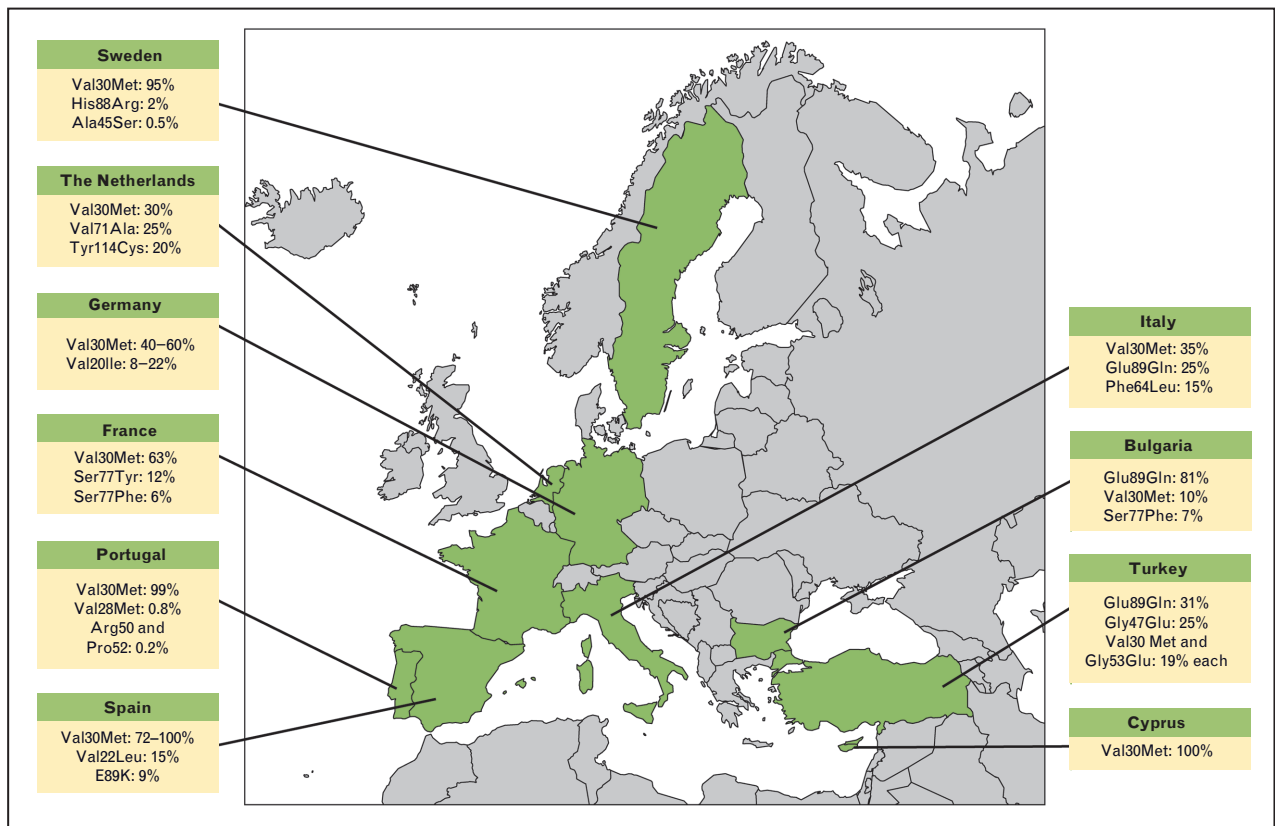 Sweden
Val30Met: 95%
His88Arg: 2%
Ala45Ser: 0.5%
The Netherlands
Val30Met: 30%
Val71Ala: 25%
Tyr114Cys: 20%
Germany
Val30Met: 40–60%
Val20Ile: 8–22%
France
Val30Met: 63%
Ser77Tyr: 12%
Ser77Phe: 6%
Portugal
Val30Met: 99%
Val28Met: 0.8%
Arg50 and
Pro52: 0.2%
Spain
Val30Met: 72–100%
Val22Leu: 15%
E89K: 9%
Italy
Val30Met: 35%
Glu89Gln: 25%
Phe64Leu: 15%
Bulgaria
Glu89Gln: 81%
Val30Met: 10%
Ser77Phe: 7%
Turkey
Glu89Gln: 31%
Gly47Glu: 25%
Val30 Met and
Gly53Glu: 19% each
Cyprus
Val30Met: 100%